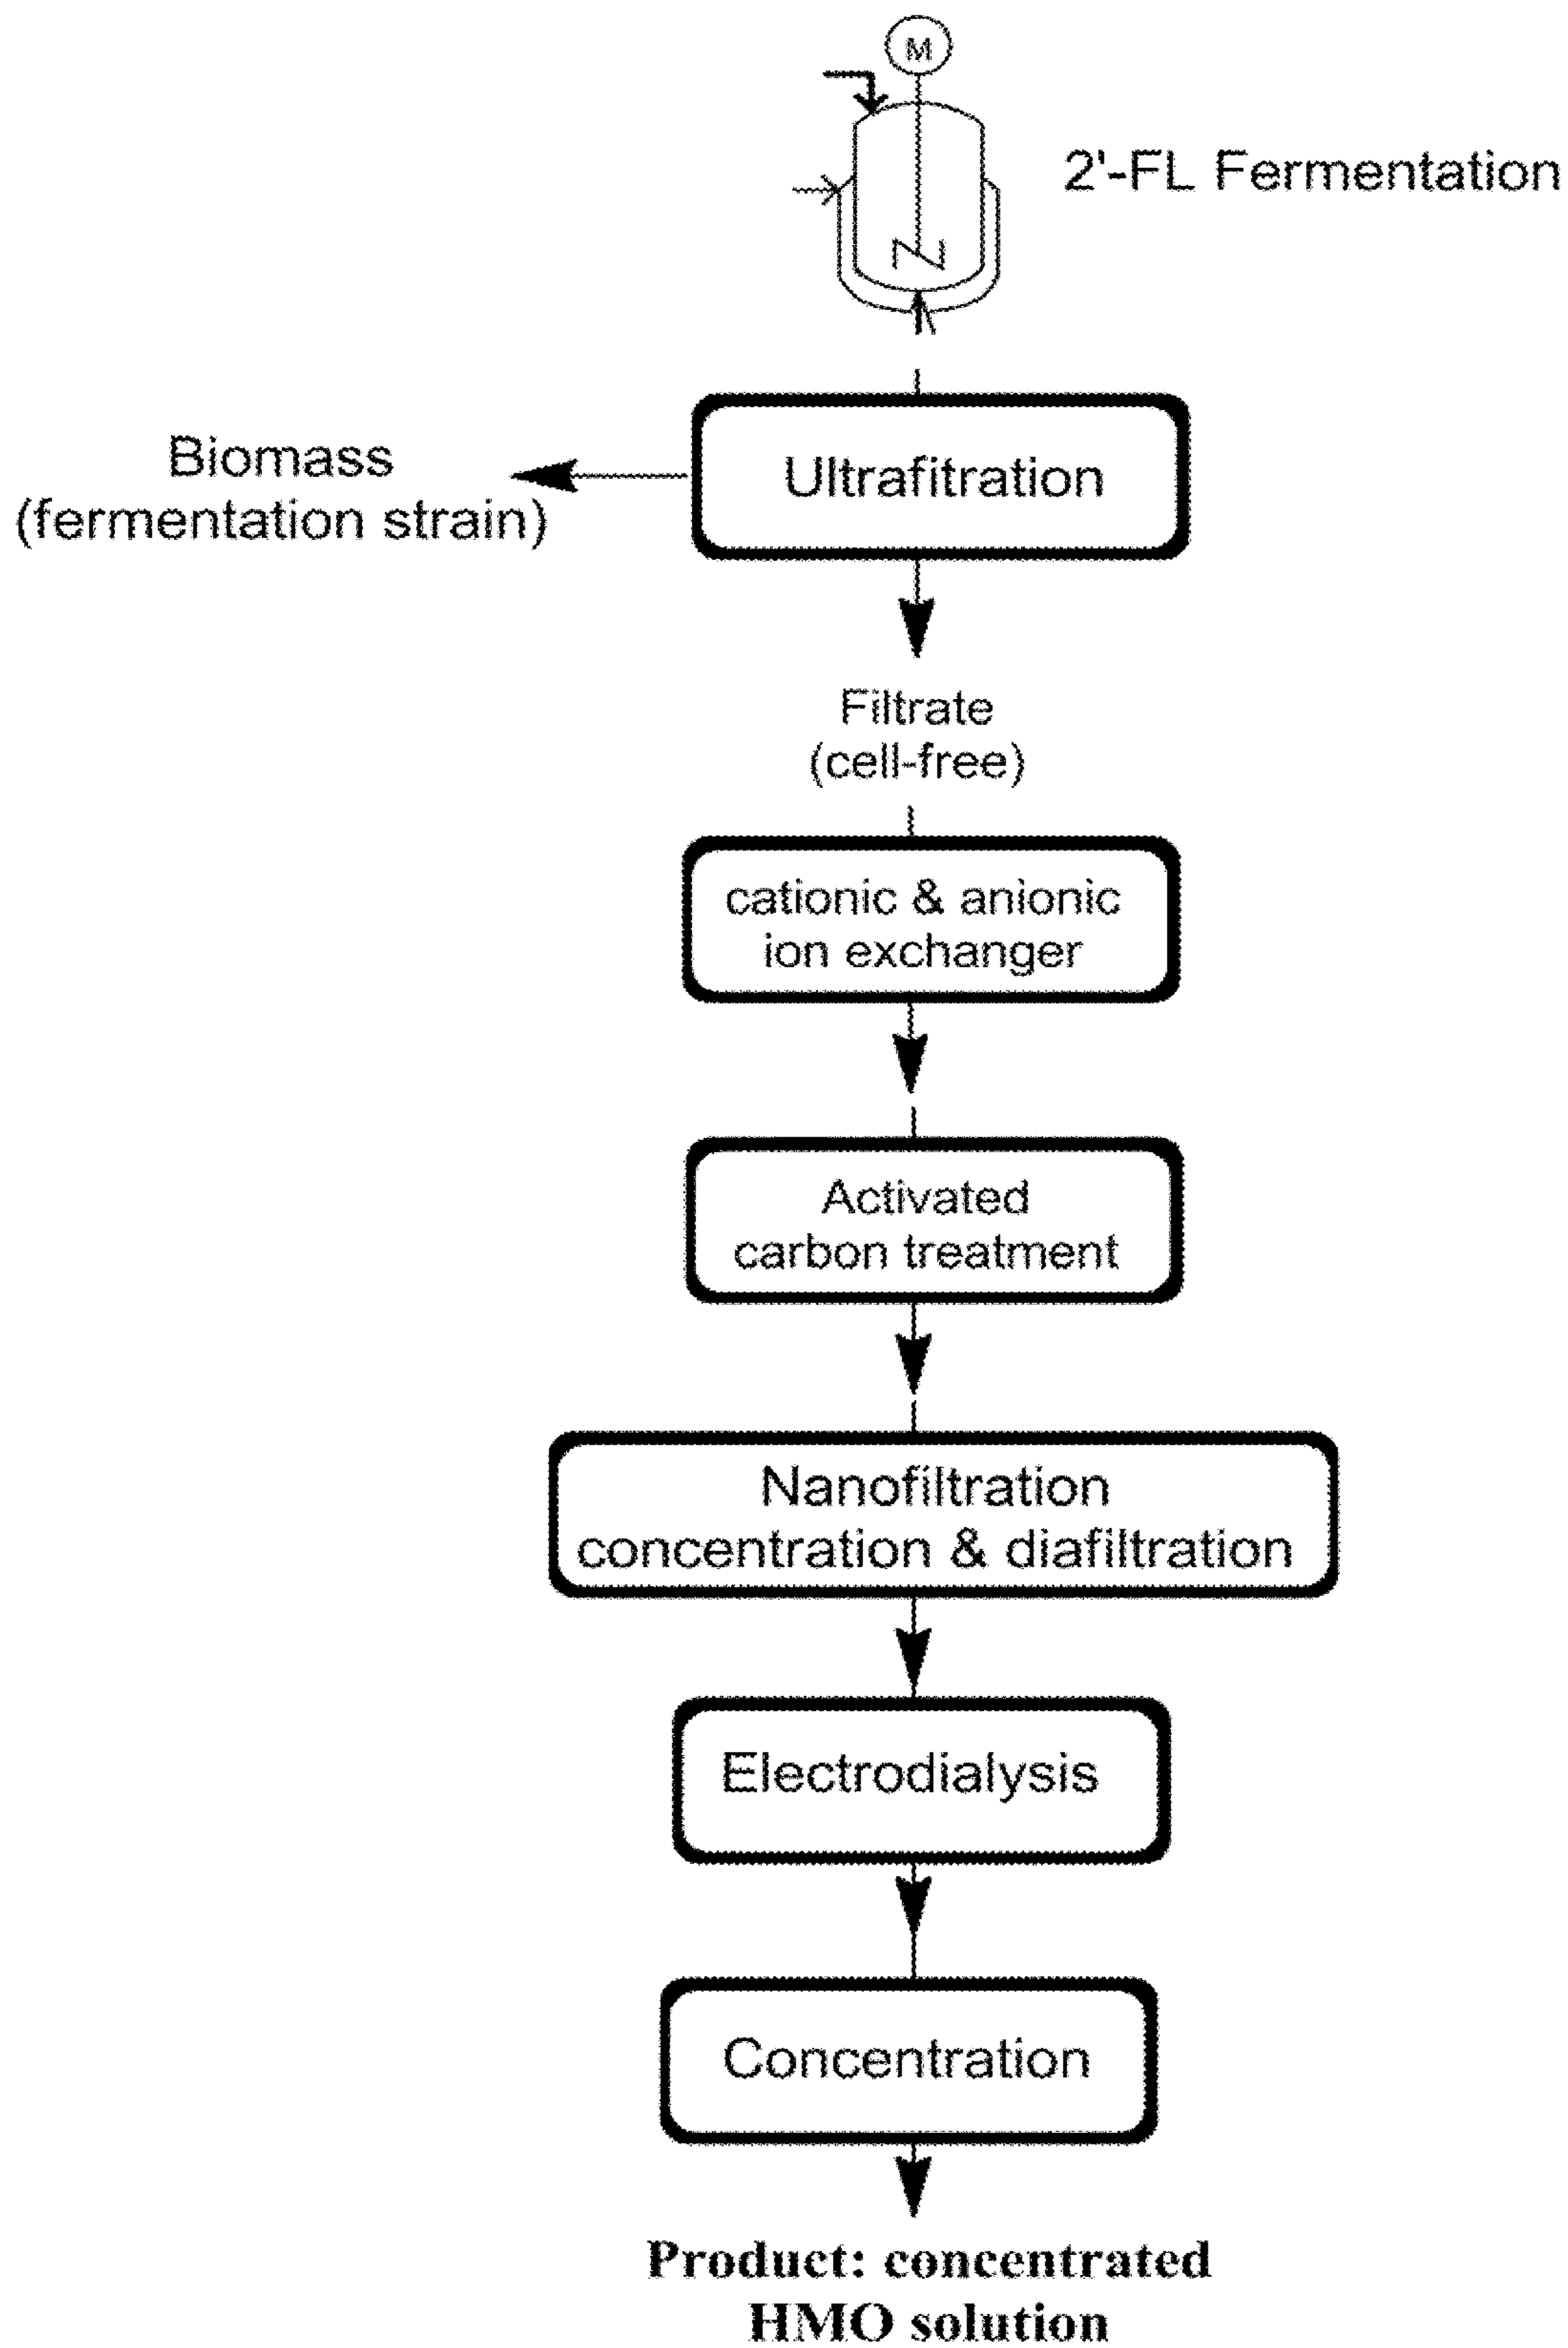 M
2'-FL Fermentation
Ultrafitration
Biomass
(fermentation strain)
Filtrate
(cell-free)
cationic & anionic
ion exchanger
Activated
carbon treatment
Nanofiltration
concentration & diafiltration
Electrodialysis
Concentration
Product: concentrated
HMO solution